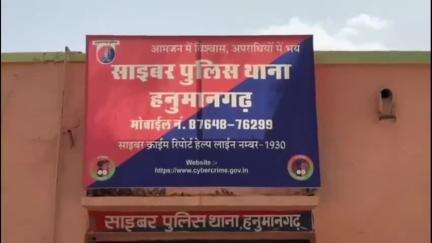 आमजन में विश्वास, अपराधियों में भय
साइबर पुलिस थाना
हनुमानगढ़
मोबाईल नं. 87648-76299
साइबर क्राईम रिपोर्ट हेल्प लाईन नम्बर-1930
Website :-
https://www.cybercrime.gov.in
साइबर पुलिस थाना, हनुमानगढ़